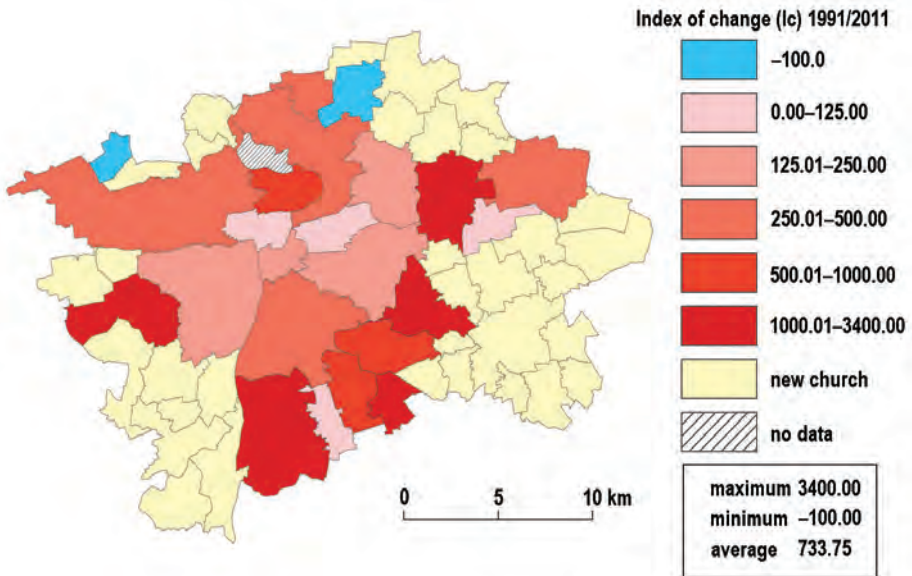 Index of change (Ic) 1991/2011
–100.0
0.00–125.00
125.01–250.00
250.01–500.00
500.01–1000.00
1000.01–3400.00
new church
no data
maximum 3400.00
minimum –100.00
average 733.75
0 5 10 km